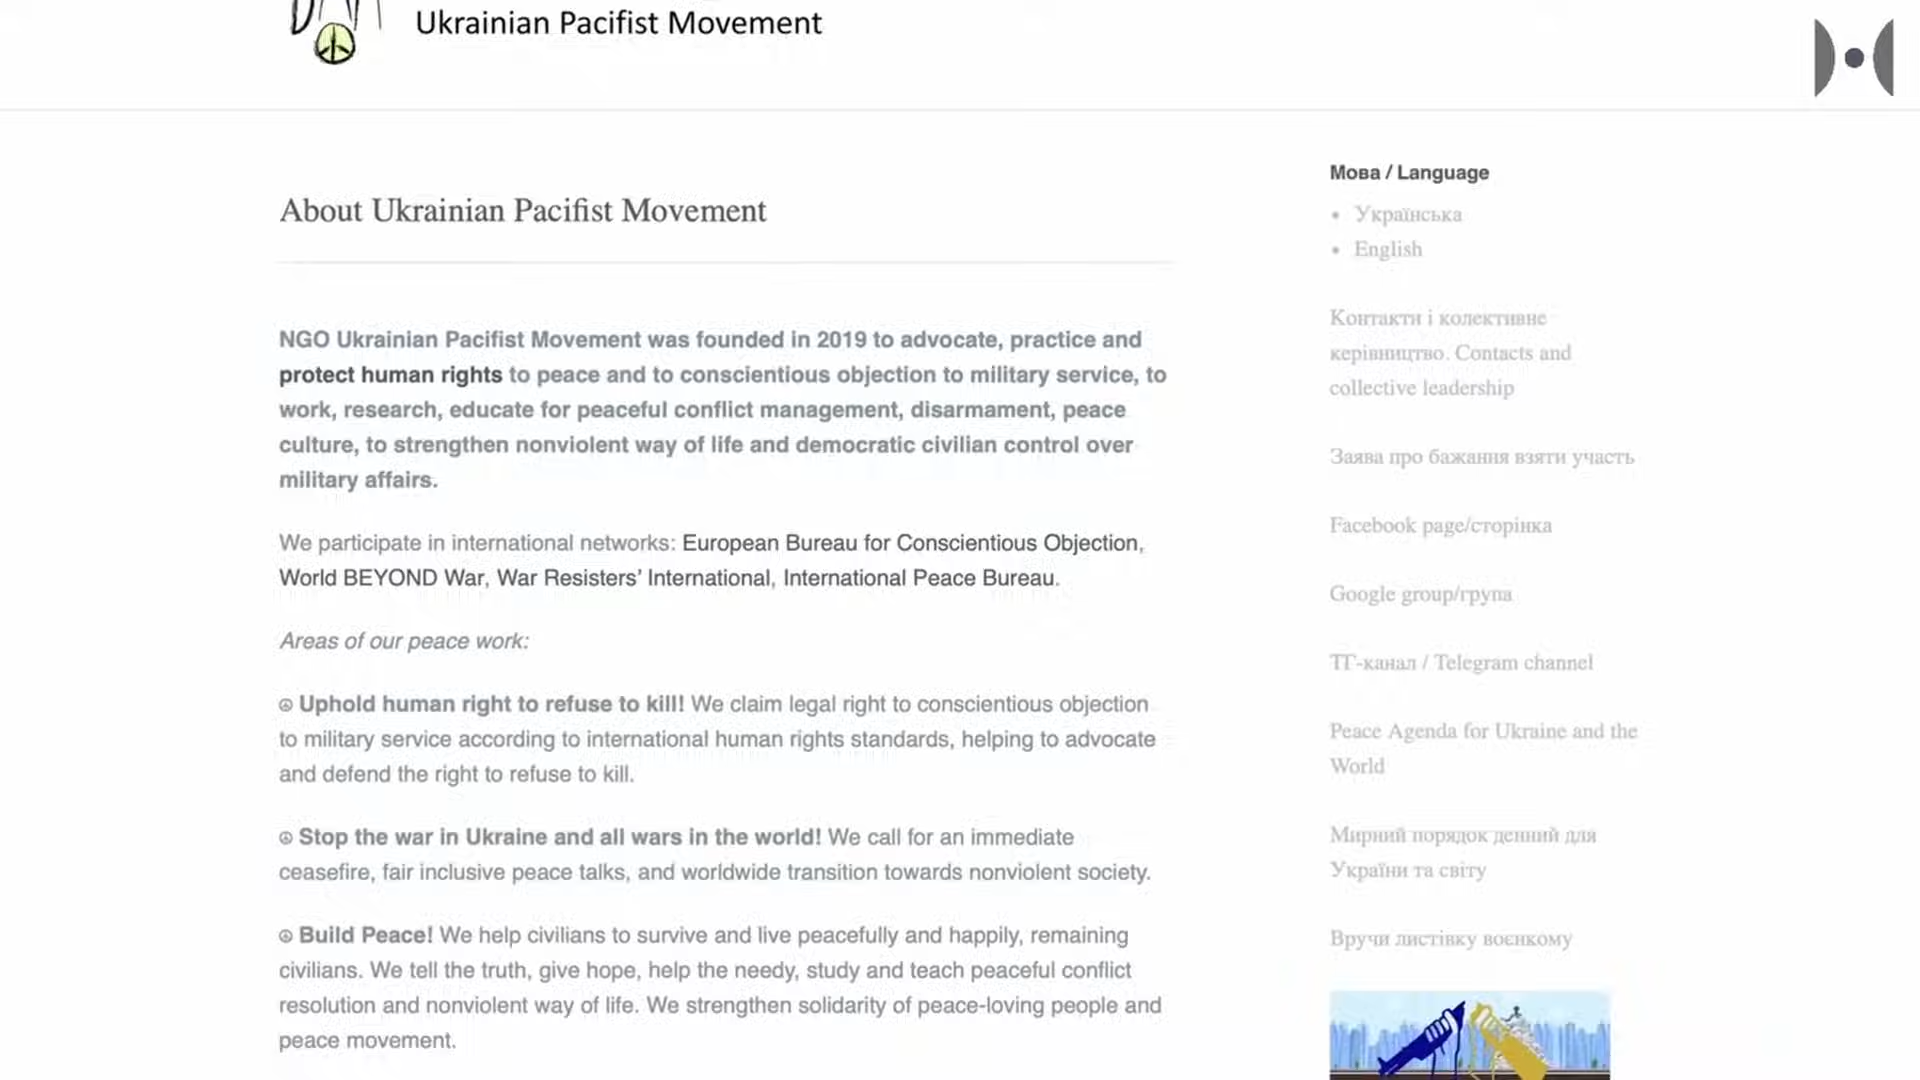 Ukrainian Pacifist Movement
About Ukrainian Pacifist Movement
NGO Ukrainian Pacifist Movement was founded in 2019 to advocate, practice and
protect human rights to peace and to conscientious objection to military service, to
work, research, educate for peaceful conflict management, disarmament, peace
culture, to strengthen nonviolent way of life and democratic civilian control over
military affairs.
We participate in international networks: European Bureau for Conscientious Objection,
World BEYOND War, War Resisters’ International, International Peace Bureau.
Areas of our peace work:
☮ Uphold human right to refuse to kill! We claim legal right to conscientious objection
to military service according to international human rights standards, helping to advocate
and defend the right to refuse to kill.
☮ Stop the war in Ukraine and all wars in the world! We call for an immediate
ceasefire, fair inclusive peace talks, and worldwide transition towards nonviolent society.
☮ Build Peace! We help civilians to survive and live peacefully and happily, remaining
civilians. We tell the truth, give hope, help the needy, study and teach peaceful conflict
resolution and nonviolent way of life. We strengthen solidarity of peace-loving people and
peace movement.
Мова / Language
• Українська
• English
Контакти і колективне
керівництво. Contacts and
collective leadership
Заява про бажання взяти участь
Facebook page/сторінка
Google group/група
ТГ-канал / Telegram channel
Peace Agenda for Ukraine and the
World
Мирний порядок денний для
України та світу
Вручи листівку воєнкому